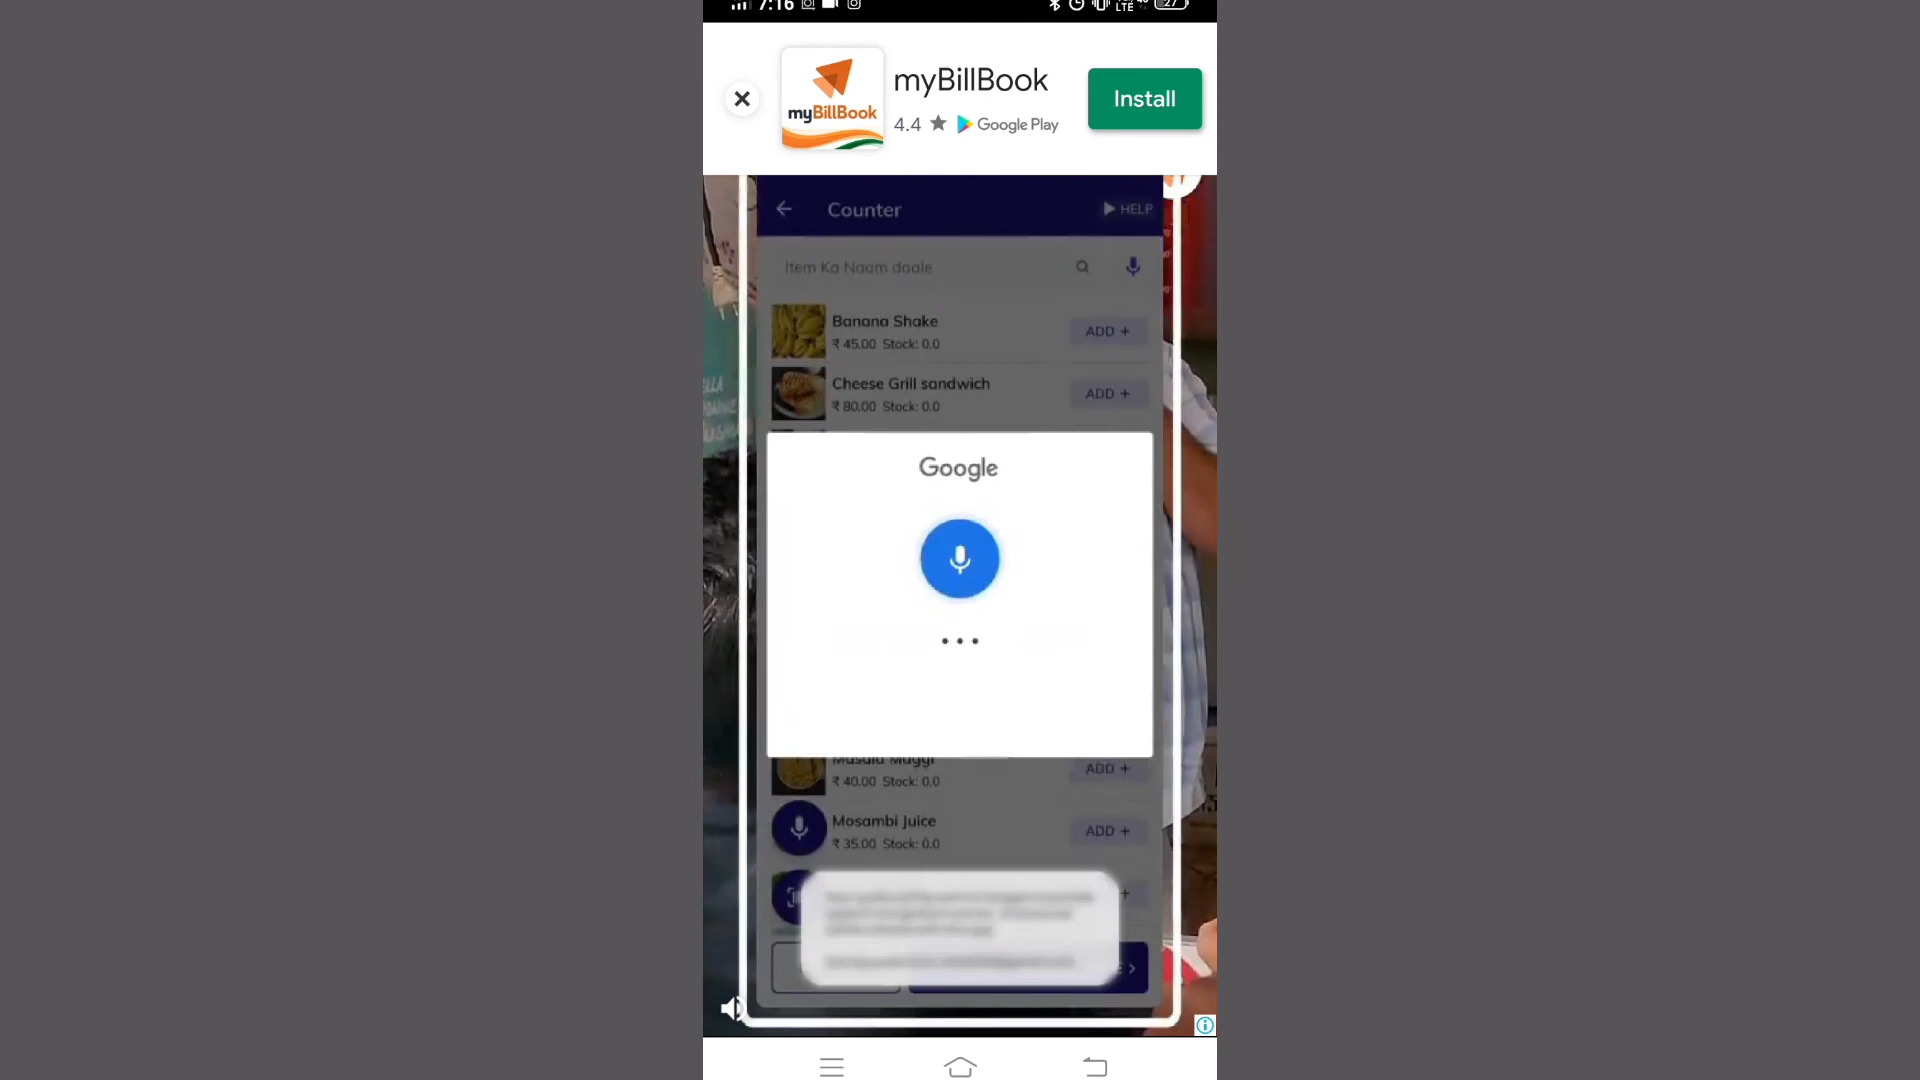 7:16
LTE
27
myBillBook
myBillBook
4.4 ★ Google Play
Install
Counter
HELP
Item Ka Naam daale
Banana Shake
₹ 45.00 Stock: 0.0
ADD +
Cheese Grill sandwich
₹ 80.00 Stock: 0.0
ADD +
Google
Masala Maggi
₹ 40.00 Stock: 0.0
ADD +
Mosambi Juice
₹ 35.00 Stock: 0.0
ADD +